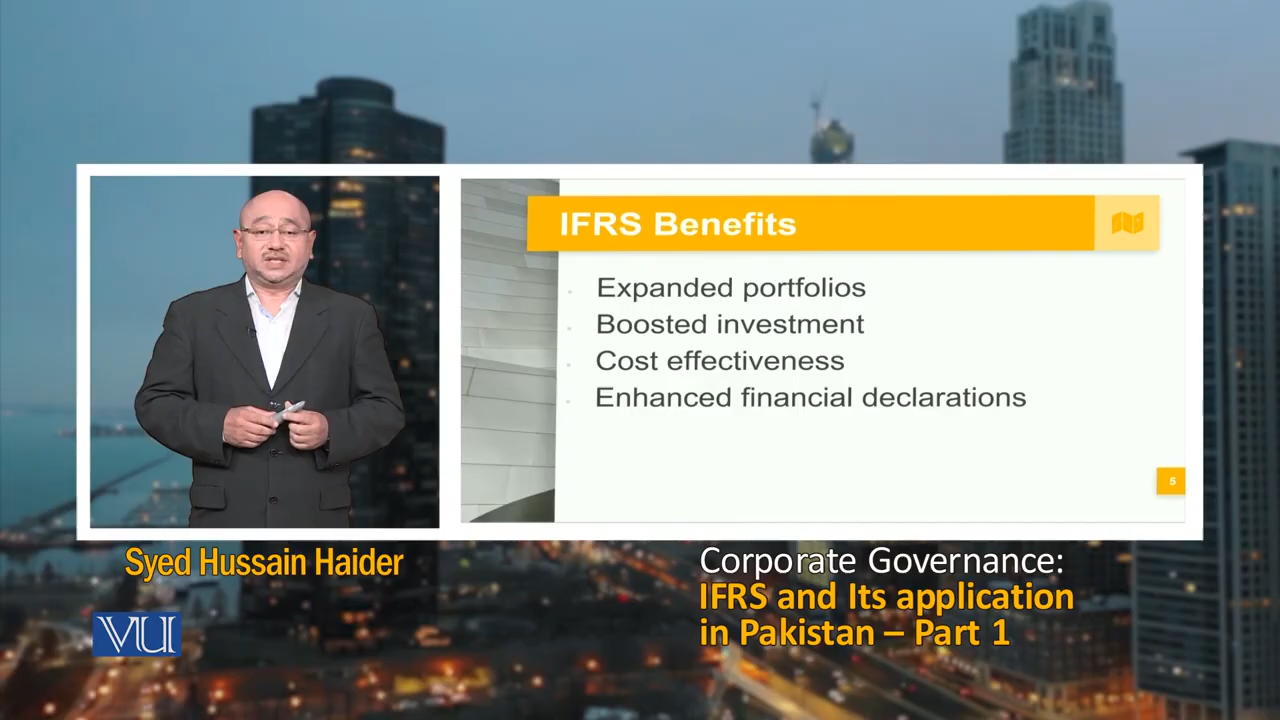 IFRS Benefits
Expanded portfolios
Boosted investment
Cost effectiveness
Enhanced financial declarations
5
Syed Hussain Haider
Corporate Governance:
IFRS and Its application
in Pakistan – Part 1
VU